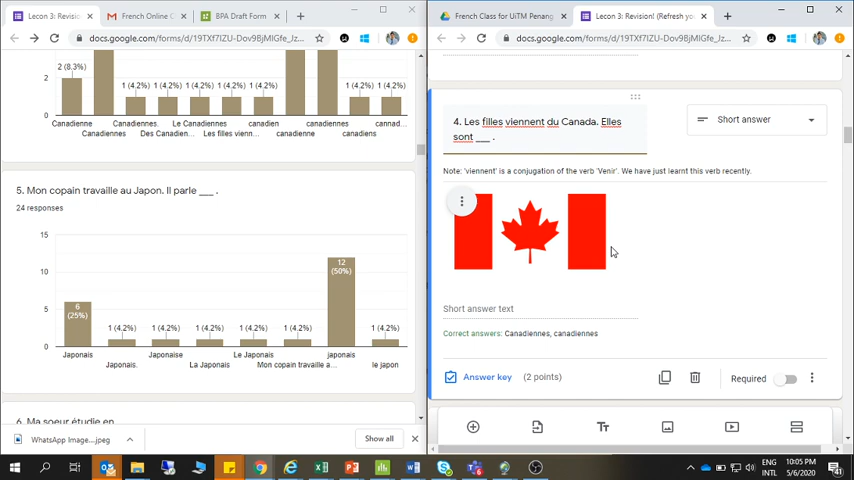 Lecon 3: Revision!
French Online C
BPA Draft Form
French Class for UiTM Penang
Lecon 3: Revision! (Refresh yo
docs.google.com/forms/d/19TXf7IZU-Dov98jMlGfe_Jz...
docs.google.com/forms/d/19TXf7IZU-Dov98jMlGfe_Jxz...
2
0
2 (8.3%)
1 (4.2%) 1 (4.2%) 1 (4.2%) 1 (4.2%) 1 (4.2%) 1 (4.2%) 1 (4.2%)
Canadienne Canadiennes. Le Canadiennes canadien canadienne cannad...
Canadiennes Des Canadien... Les filles vienn... canadiennes canadiens
5. Mon copain travaille au Japon. Il parle ___ .
24 responses
15
10
5
0
6
(25%)
1 (4.2%) 1 (4.2%) 1 (4.2%) 1 (4.2%) 1 (4.2%)
12
(50%)
1 (4.2%)
Japonais Japonaise Le Japonais japonais
Japonais. La Japonais Mon copain travaille a... le japon
6. Ma soeur étudie en
4. Les filles viennent du Canada. Elles
sont ___ .
Short answer
Note: 'viennent' is a conjugation of the verb 'Venir'. We have just learnt this verb recently.
Short answer text
Correct answers: Canadiennes, canadiennes
Answer key
(2 points)
Required
WhatsApp Image....jpeg
Show all
ENG
INTL
10:05 PM
5/6/2020
41